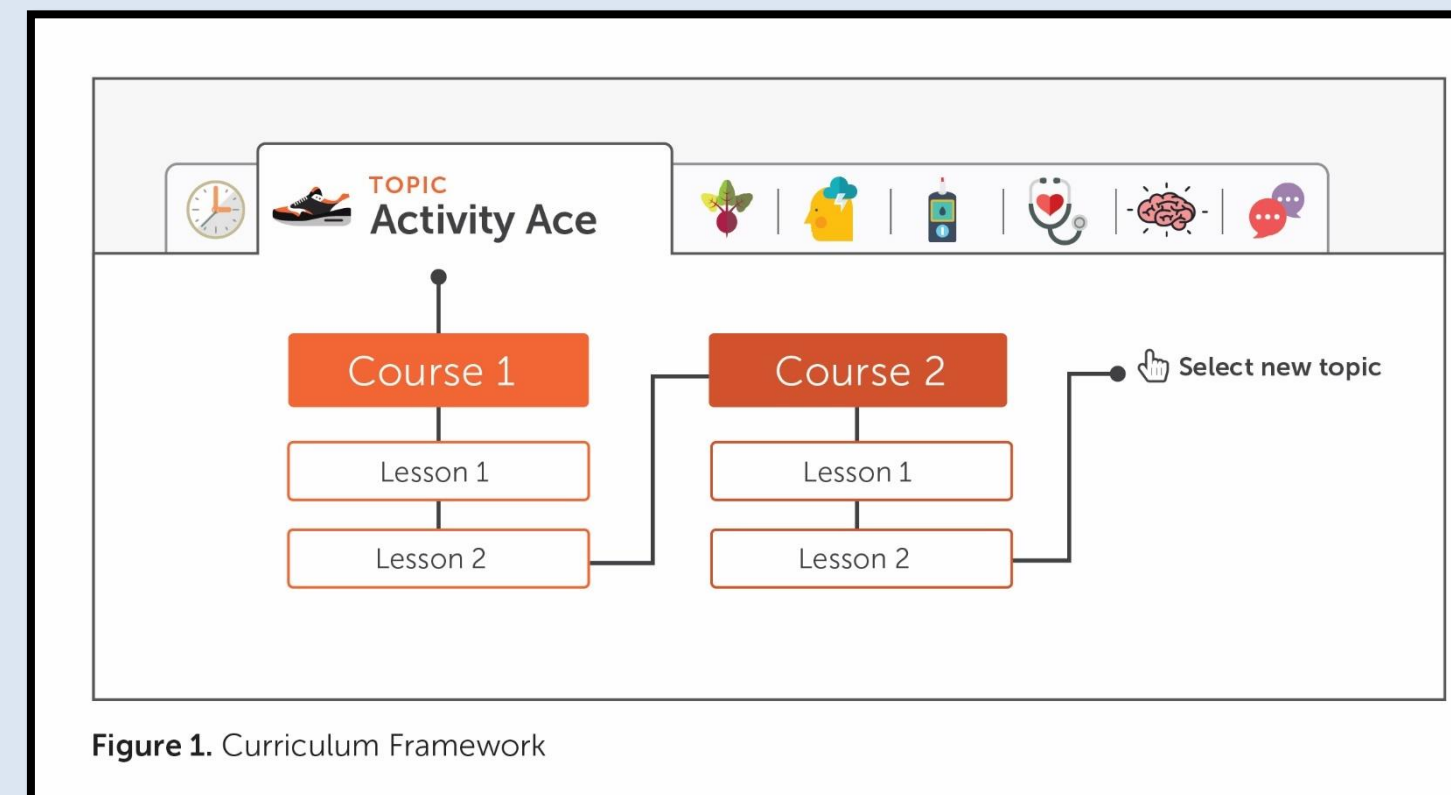 TOPIC
Activity Ace
Course 1
Lesson 1
Lesson 2
Course 2
Lesson 1
Lesson 2
Select new topic
Figure 1. Curriculum Framework